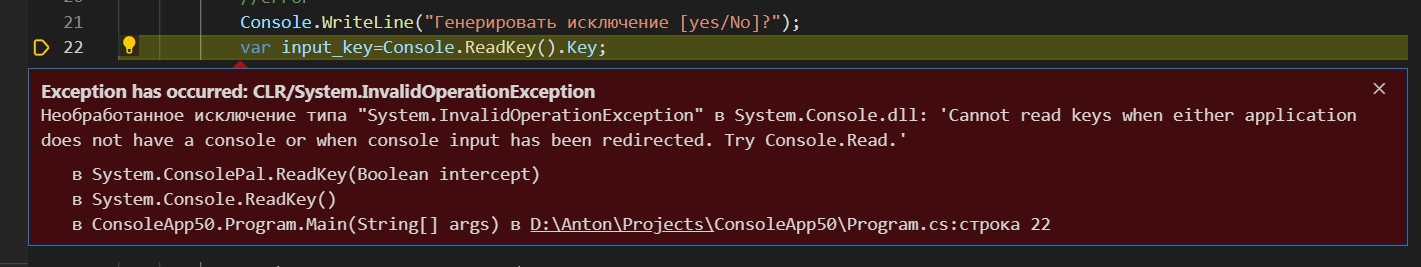 //error
21 Console.WriteLine("Генерировать исключение [yes/No]?");
22 var input_key=Console.ReadKey().Key;
Exception has occurred: CLR/System.InvalidOperationException
Необработанное исключение типа "System.InvalidOperationException" в System.Console.dll: 'Cannot read keys when either application
does not have a console or when console input has been redirected. Try Console.Read.'
в System.ConsolePal.ReadKey(Boolean intercept)
в System.Console.ReadKey()
в ConsoleApp50.Program.Main(String[] args) в D:\Anton\Projects\ConsoleApp50\Program.cs:строка 22